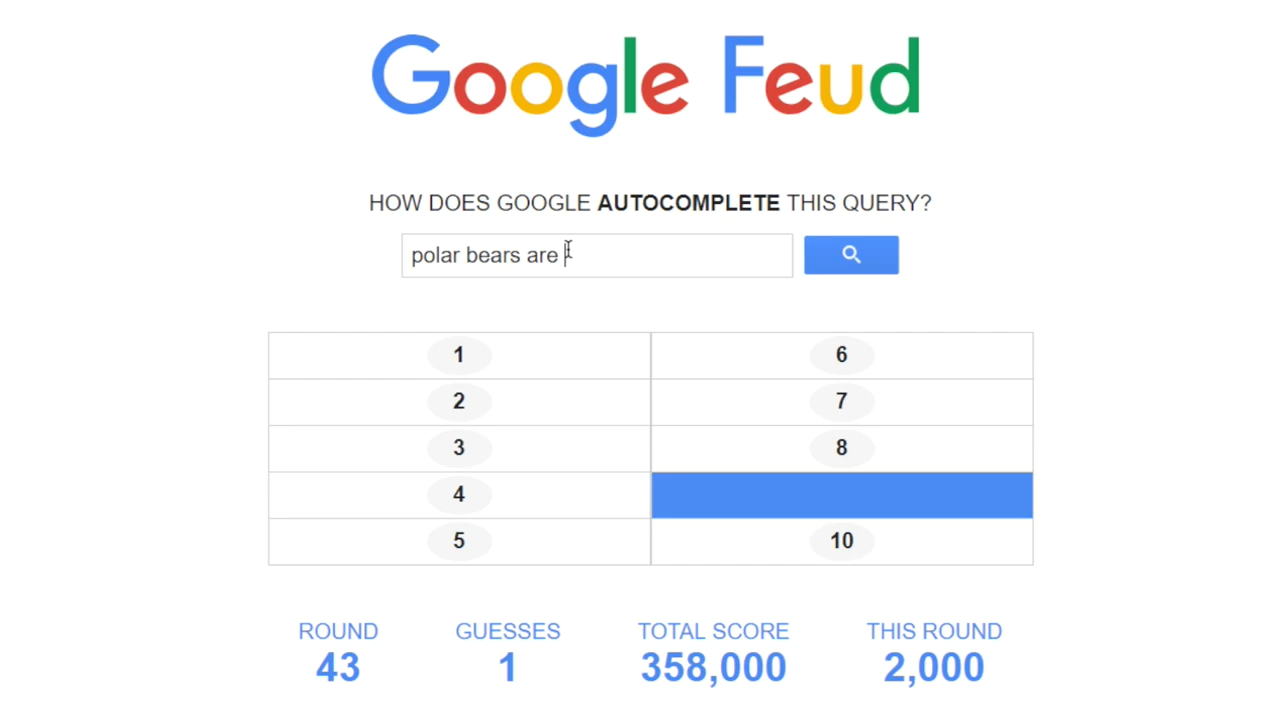 Google Feud
HOW DOES GOOGLE AUTOCOMPLETE THIS QUERY?
polar bears are
1 6
2 7
3 8
4
5 10
ROUND GUESSES TOTAL SCORE THIS ROUND
43 1 358,000 2,000